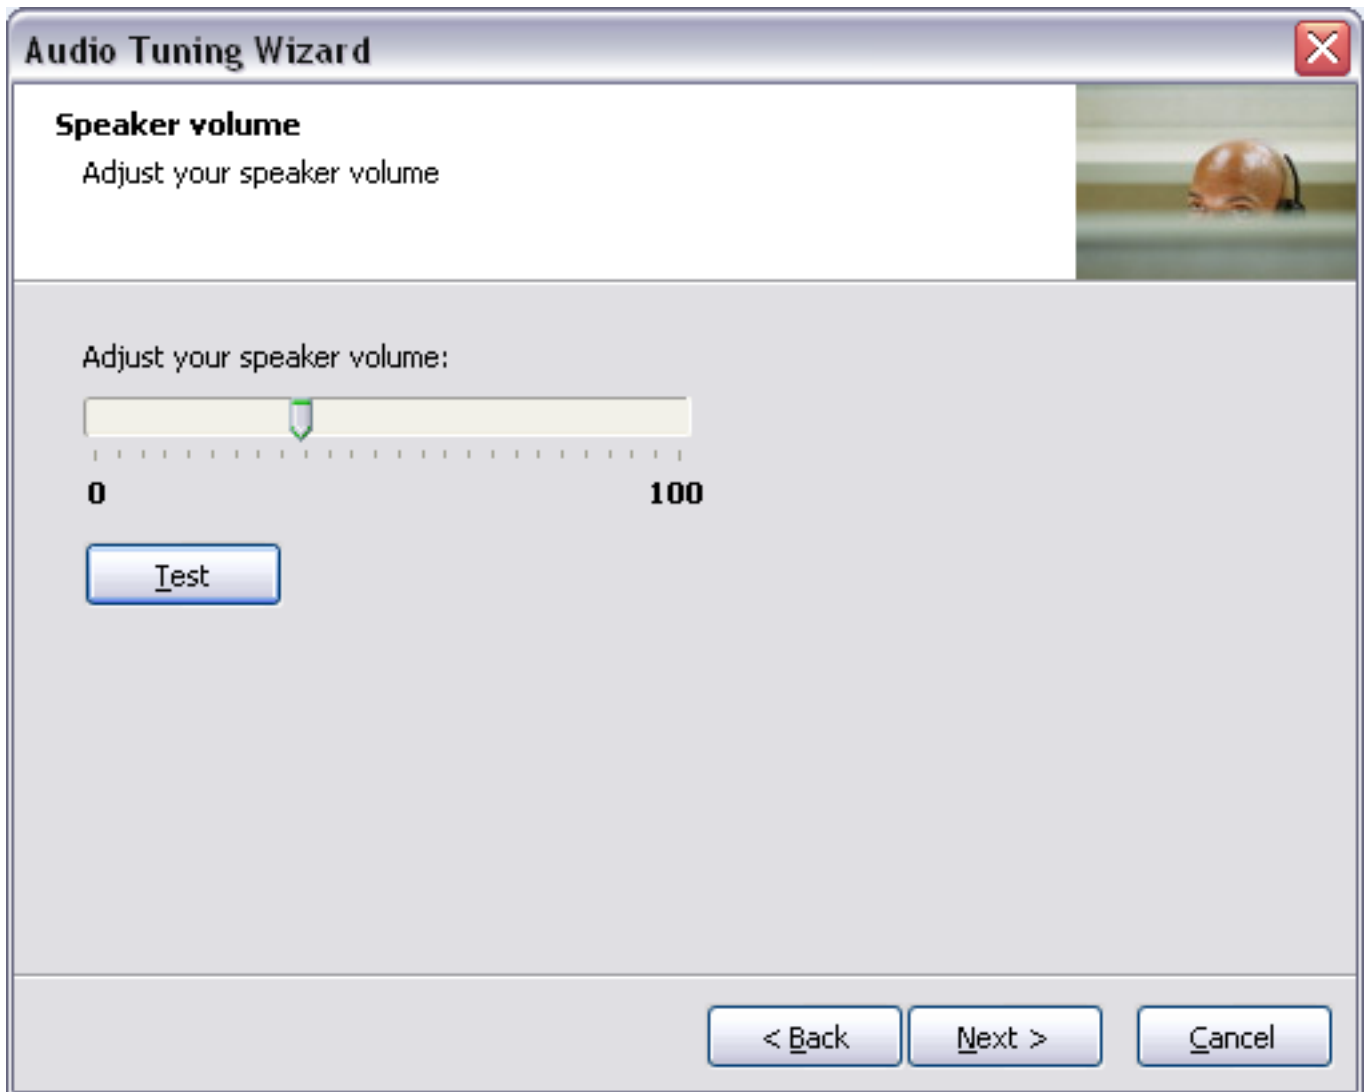 Audio Tuning Wizard
Speaker volume
Adjust your speaker volume
Adjust your speaker volume:
0 100
Test
< Back Next > Cancel